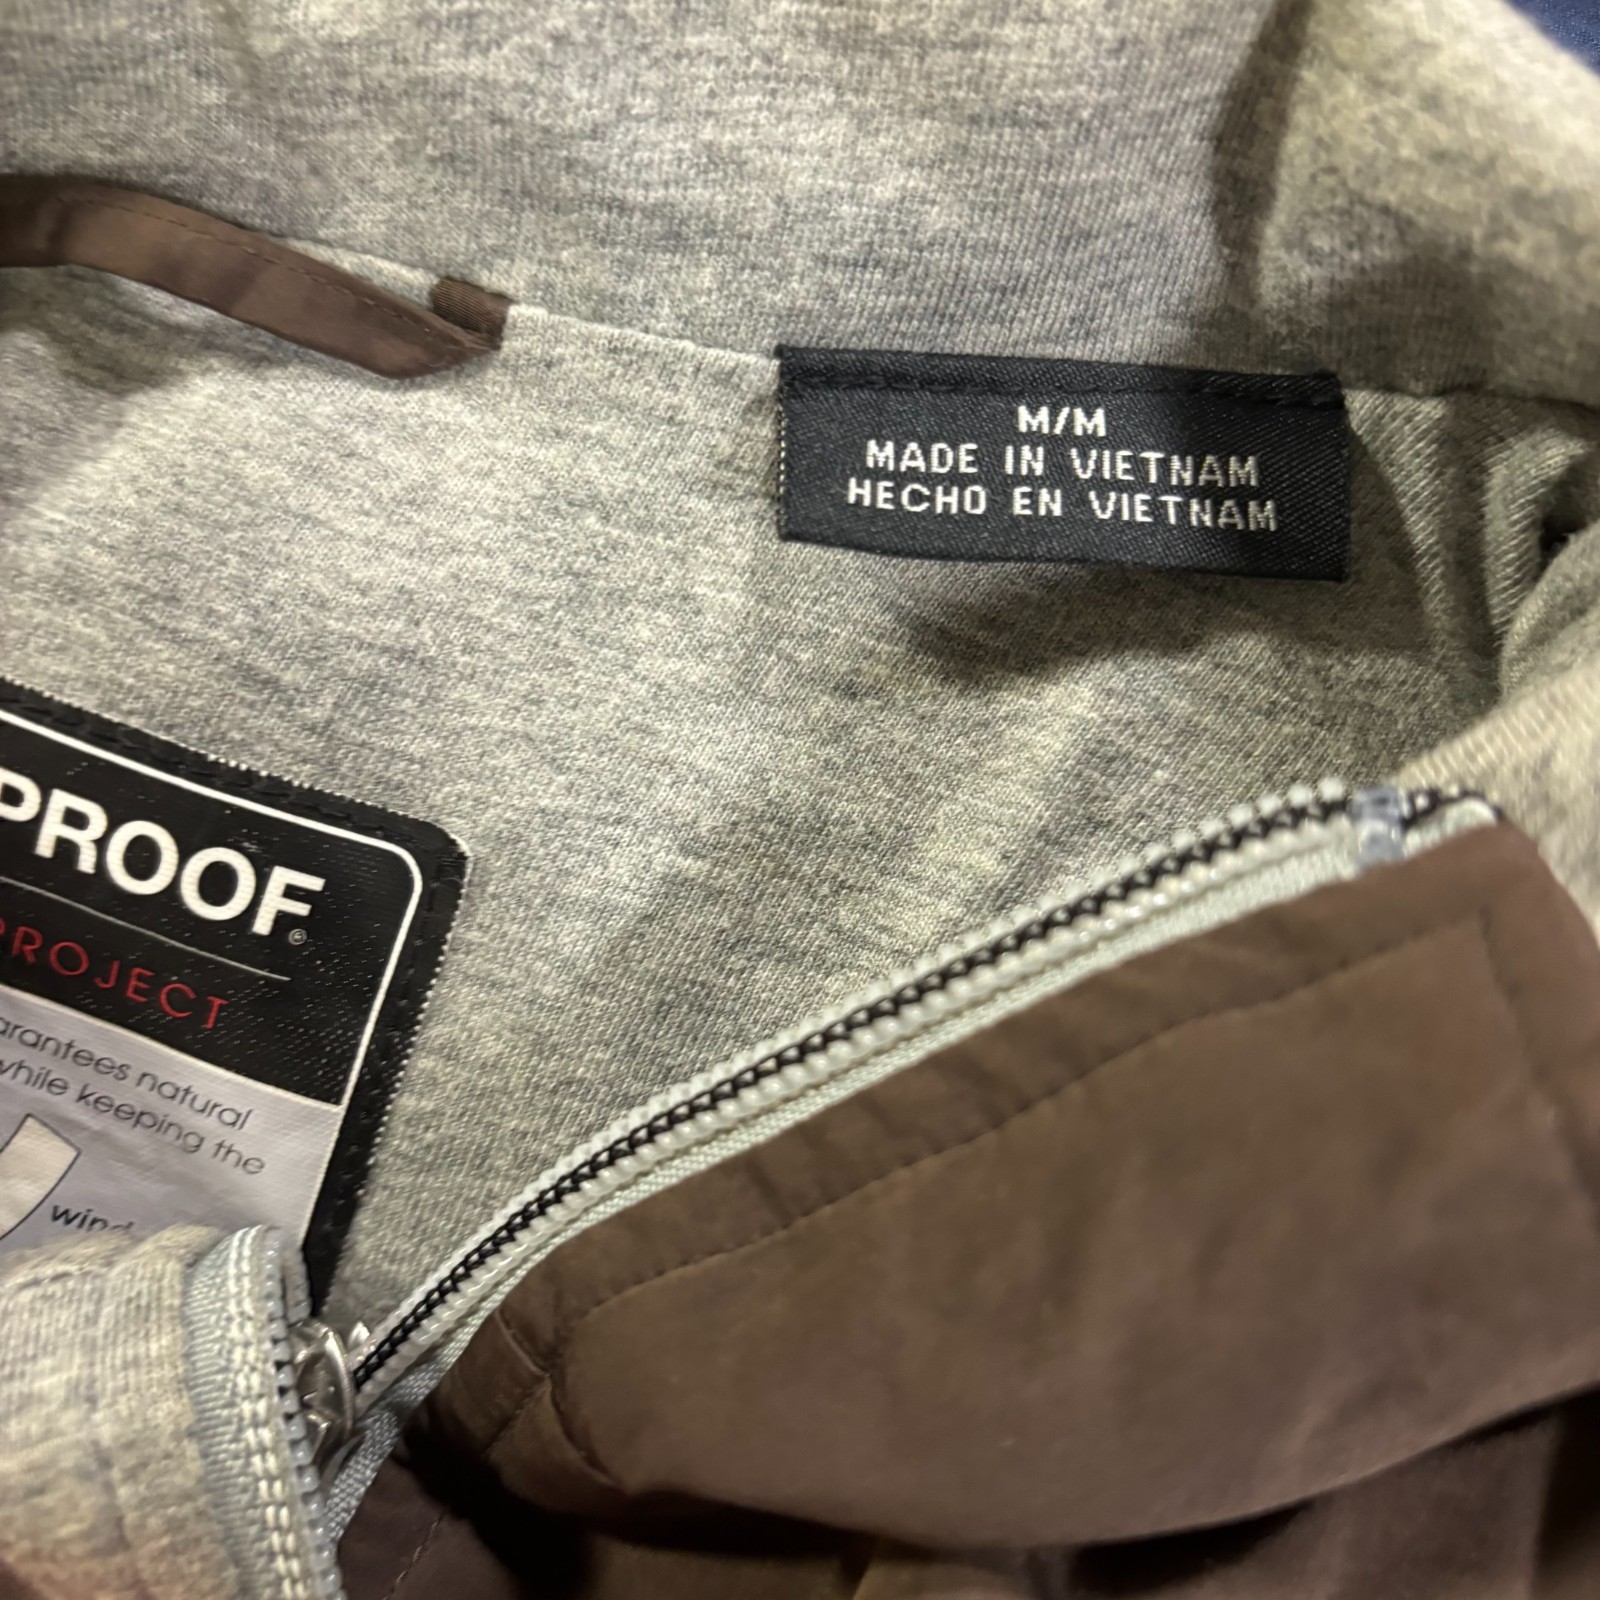 M/M
MADE IN VIETNAM
HECHO EN VIETNAM
PROOF®
PROJECT
arantees natural
while keeping the
wind